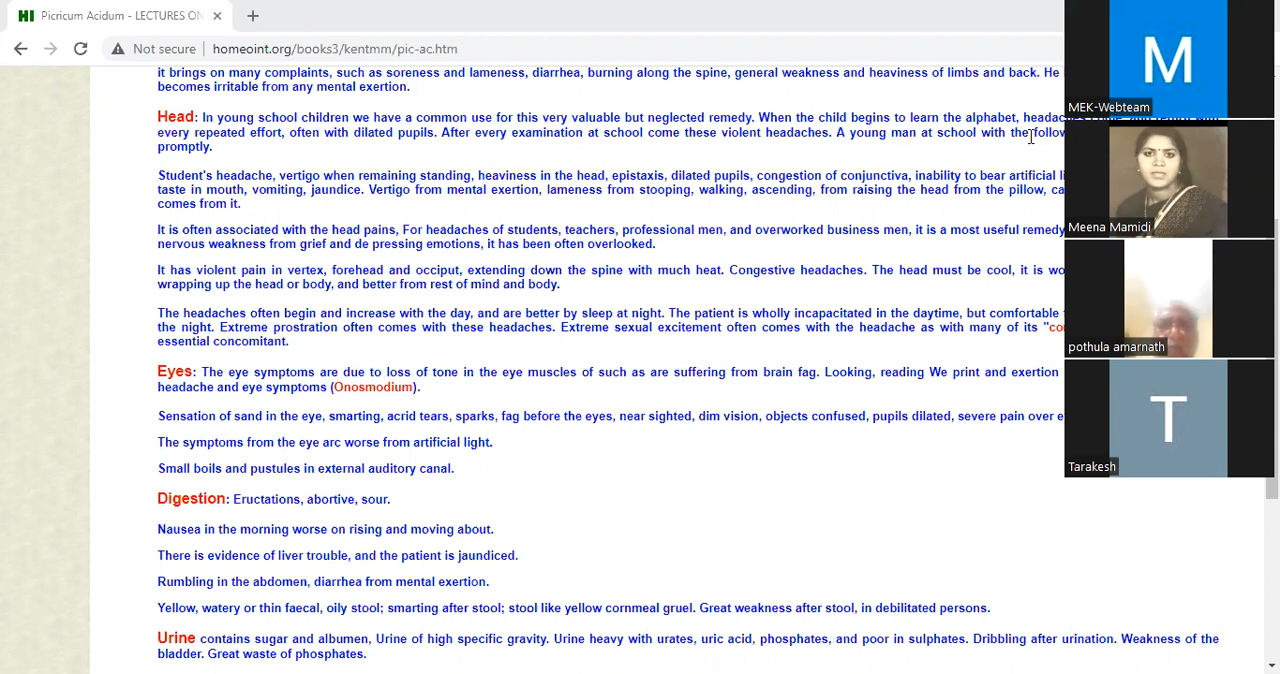 Picricum Acidum - LECTURES ON
Not secure
homeoint.org/books3/kentmm/pic-ac.htm
it brings on many complaints, such as soreness and lameness, diarrhea, burning along the spine, general weakness and heaviness of limbs and back. He
becomes irritable from any mental exertion.
Head: In young school children we have a common use for this very valuable but neglected remedy. When the child begins to learn the alphabet, headaches come
every repeated effort, often with dilated pupils. After every examination at school come these violent headaches. A young man at school with the follow
promptly.
Student's headache, vertigo when remaining standing, heaviness in the head, epistaxis, dilated pupils, congestion of conjunctiva, inability to bear artificial li
taste in mouth, vomiting, jaundice. Vertigo from mental exertion, lameness from stooping, walking, ascending, from raising the head from the pillow, ca
comes from it.
It is often associated with the head pains, For headaches of students, teachers, professional men, and overworked business men, it is a most useful remedy
nervous weakness from grief and de pressing emotions, it has been often overlooked.
It has violent pain in vertex, forehead and occiput, extending down the spine with much heat. Congestive headaches. The head must be cool, it is wo
wrapping up the head or body, and better from rest of mind and body.
The headaches often begin and increase with the day, and are better by sleep at night. The patient is wholly incapacitated in the daytime, but comfortable
the night. Extreme prostration often comes with these headaches. Extreme sexual excitement often comes with the headache as with many of its "co
essential concomitant.
Eyes: The eye symptoms are due to loss of tone in the eye muscles of such as are suffering from brain fag. Looking, reading We print and exertion
headache and eye symptoms (Onosmodium).
Sensation of sand in the eye, smarting, acrid tears, sparks, fag before the eyes, near sighted, dim vision, objects confused, pupils dilated, severe pain over e
The symptoms from the eye arc worse from artificial light.
Small boils and pustules in external auditory canal.
Digestion: Eructations, abortive, sour.
Nausea in the morning worse on rising and moving about.
There is evidence of liver trouble, and the patient is jaundiced.
Rumbling in the abdomen, diarrhea from mental exertion.
Yellow, watery or thin faecal, oily stool; smarting after stool; stool like yellow cornmeal gruel. Great weakness after stool, in debilitated persons.
Urine contains sugar and albumen, Urine of high specific gravity. Urine heavy with urates, uric acid, phosphates, and poor in sulphates. Dribbling after urination. Weakness of the
bladder. Great waste of phosphates.
M
MEK-Webteam
Meena Mamidi
pothula amarnath
T
Tarakesh